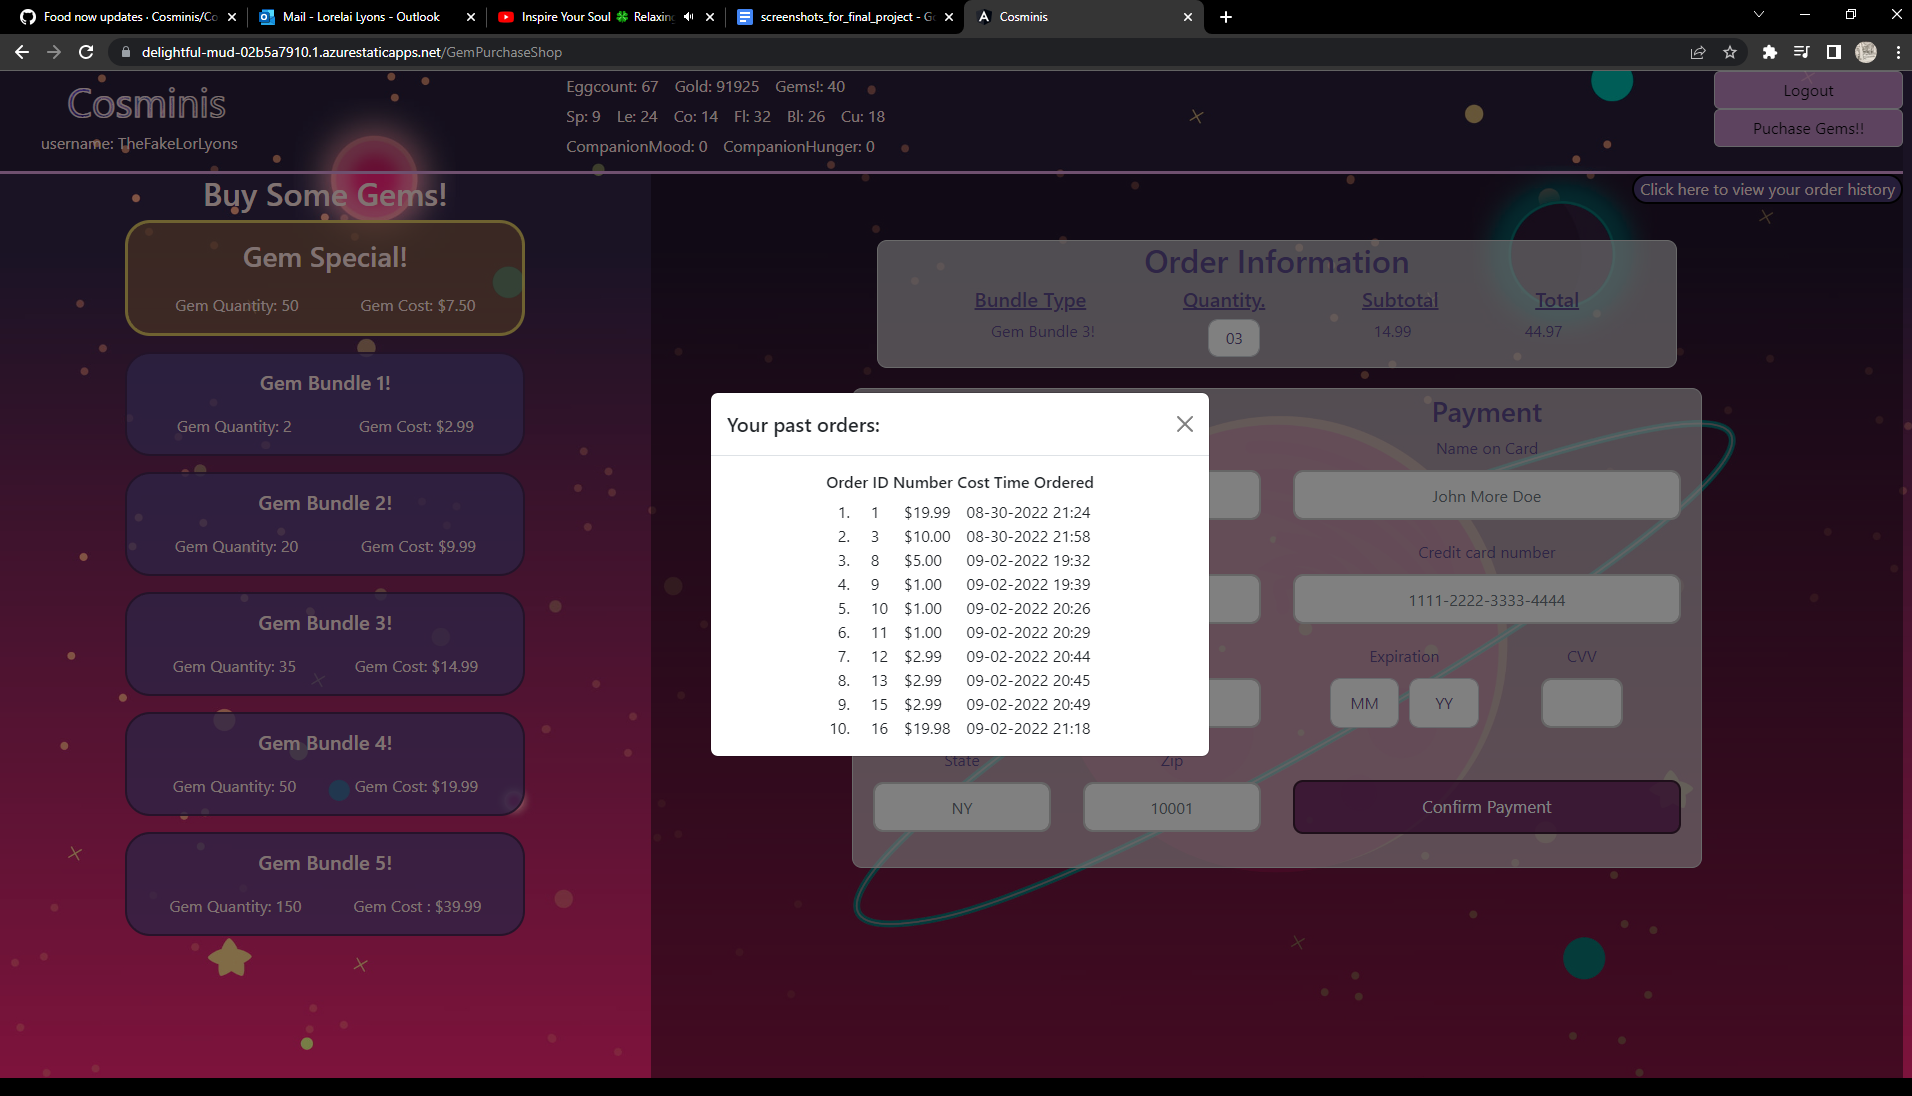 Food now updates · Cosminis/Co
Mail - Lorelai Lyons - Outlook
Inspire Your Soul 🍀 Relaxing
screenshots_for_final_project - Go
Cosminis
delightful-mud-02b5a7910.1.azurestaticapps.net/GemPurchaseShop
Cosminis
username: TheFakeLorLyons
Eggcount: 67 Gold: 91925 Gems!: 40
Sp: 9 Le: 24 Co: 14 Fl: 32 Bl: 26 Cu: 18
CompanionMood: 0 CompanionHunger: 0
Logout
Puchase Gems!!
Click here to view your order history
Buy Some Gems!
Gem Special!
Gem Quantity: 50 Gem Cost: $7.50
Gem Bundle 1!
Gem Quantity: 2 Gem Cost: $2.99
Gem Bundle 2!
Gem Quantity: 20 Gem Cost: $9.99
Gem Bundle 3!
Gem Quantity: 35 Gem Cost: $14.99
Gem Bundle 4!
Gem Quantity: 50 Gem Cost: $19.99
Gem Bundle 5!
Gem Quantity: 150 Gem Cost : $39.99
Order Information
Bundle Type Quantity. Subtotal Total
Gem Bundle 3! 03 14.99 44.97
Your past orders:
Order ID Number Cost Time Ordered
1. 1 $19.99 08-30-2022 21:24
2. 3 $10.00 08-30-2022 21:58
3. 8 $5.00 09-02-2022 19:32
4. 9 $1.00 09-02-2022 19:39
5. 10 $1.00 09-02-2022 20:26
6. 11 $1.00 09-02-2022 20:29
7. 12 $2.99 09-02-2022 20:44
8. 13 $2.99 09-02-2022 20:45
9. 15 $2.99 09-02-2022 20:49
10. 16 $19.98 09-02-2022 21:18
State Zip
NY 10001
Payment
Name on Card
John More Doe
Credit card number
1111-2222-3333-4444
Expiration CVV
MM YY
Confirm Payment